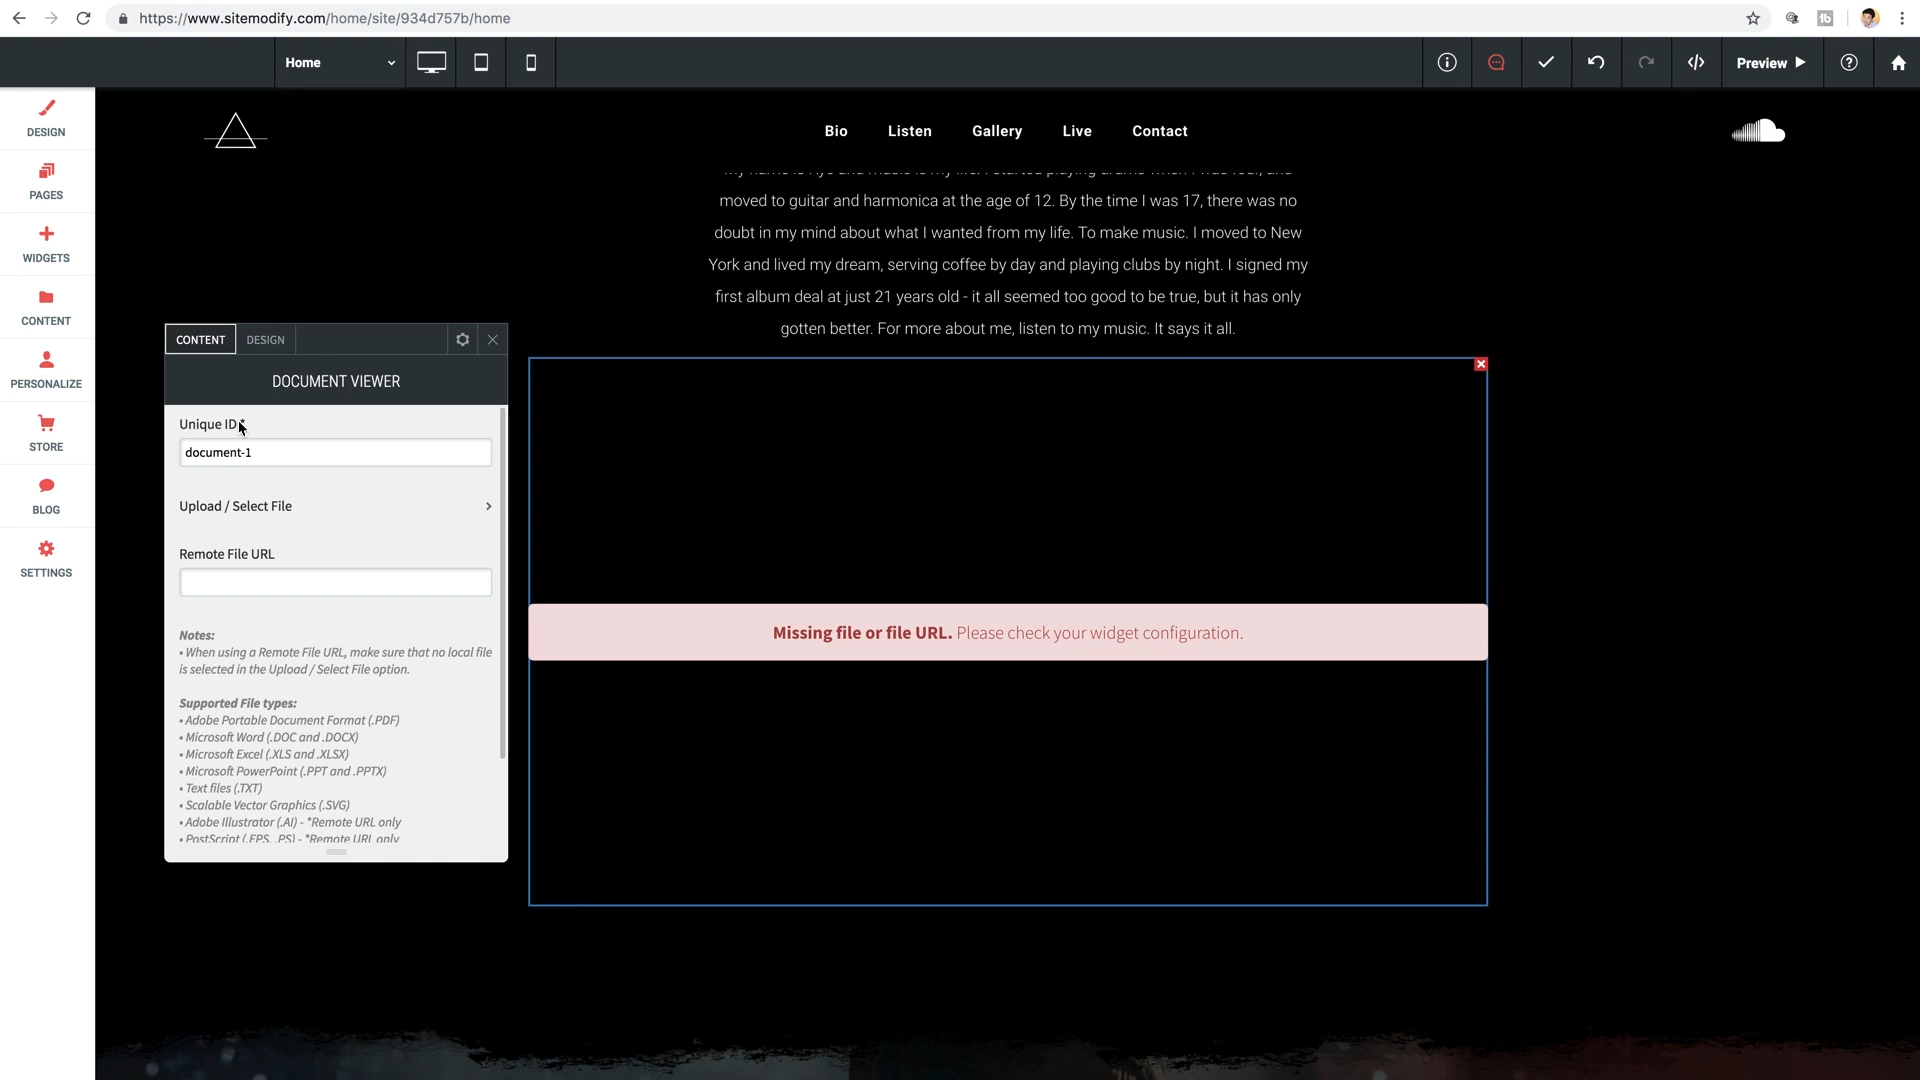 https://www.sitemodify.com/home/site/934d757b/home
Home
Preview
DESIGN
PAGES
WIDGETS
CONTENT
PERSONALIZE
STORE
BLOG
SETTINGS
Bio Listen Gallery Live Contact
moved to guitar and harmonica at the age of 12. By the time I was 17, there was no
doubt in my mind about what I wanted from my life. To make music. I moved to New
York and lived my dream, serving coffee by day and playing clubs by night. I signed my
first album deal at just 21 years old - it all seemed too good to be true, but it has only
gotten better. For more about me, listen to my music. It says it all.
CONTENT DESIGN
DOCUMENT VIEWER
Unique ID*
document-1
Upload / Select File
Remote File URL
Notes:
• When using a Remote File URL, make sure that no local file
is selected in the Upload / Select File option.
Supported File types:
• Adobe Portable Document Format (.PDF)
• Microsoft Word (.DOC and .DOCX)
• Microsoft Excel (.XLS and .XLSX)
• Microsoft PowerPoint (.PPT and .PPTX)
• Text files (.TXT)
• Scalable Vector Graphics (.SVG)
• Adobe Illustrator (.AI) - *Remote URL only
• PostScript (.EPS, .PS) - *Remote URL only
Missing file or file URL. Please check your widget configuration.